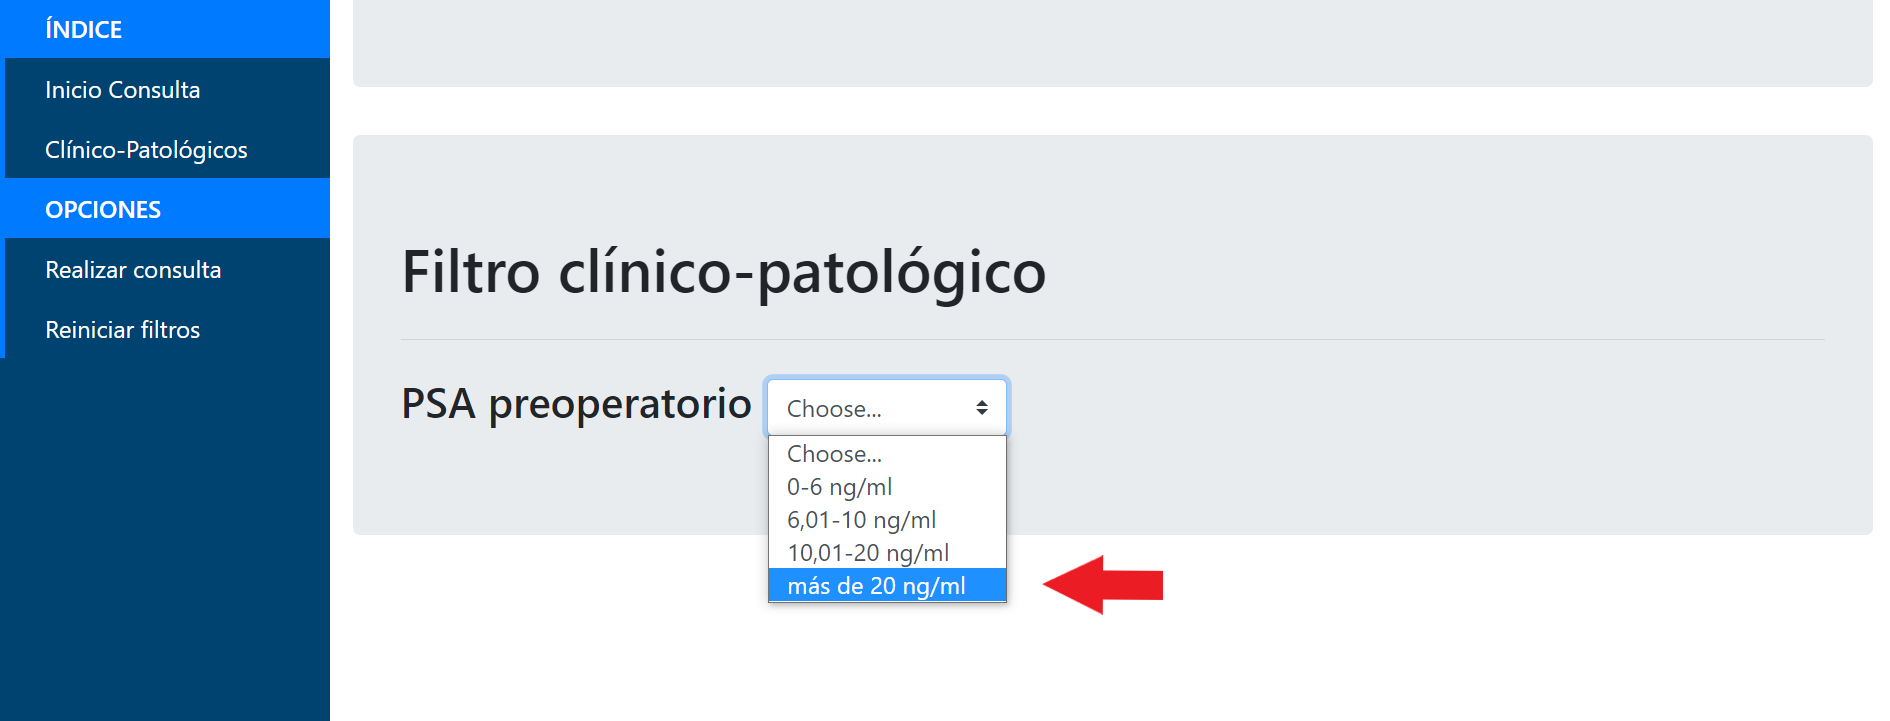 ÍNDICE
Inicio Consulta
Clínico-Patológicos
OPCIONES
Realizar consulta
Reiniciar filtros
Filtro clínico-patológico
PSA preoperatorio
Choose...
Choose...
0-6 ng/ml
6,01-10 ng/ml
10,01-20 ng/ml
más de 20 ng/ml